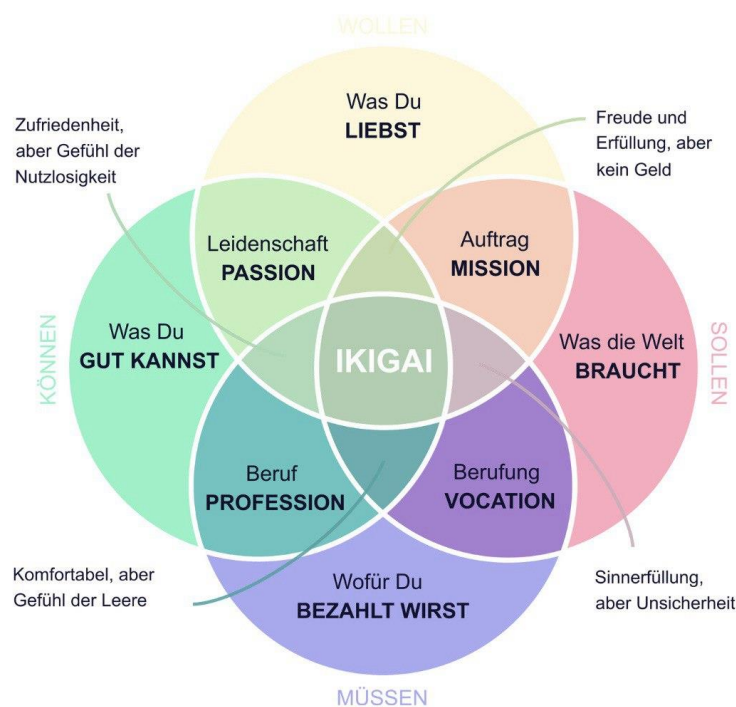 WOLLEN
Was Du
LIEBST
Zufriedenheit,
aber Gefühl der
Nutzlosigkeit
Freude und
Erfüllung, aber
kein Geld
Leidenschaft
PASSION
Auftrag
MISSION
KÖNNEN
Was Du
GUT KANNST
IKIGAI
Was die Welt
BRAUCHT
SOLLEN
Beruf
PROFESSION
Berufung
VOCATION
Komfortabel, aber
Gefühl der Leere
Wofür Du
BEZAHLT WIRST
Sinnerfüllung,
aber Unsicherheit
MÜSSEN